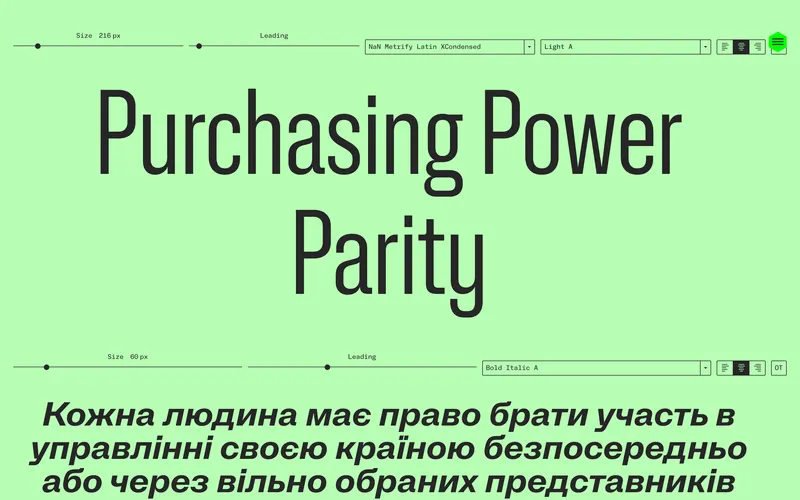 Size 216 px Leading
NaN Metrify Latin XCondensed
Light A
Purchasing Power
Parity
Size 60 px Leading
Bold Italic A
OT
Кожна людина має право брати участь в
управлінні своєю країною безпосередньо
або через вільно обраних представників